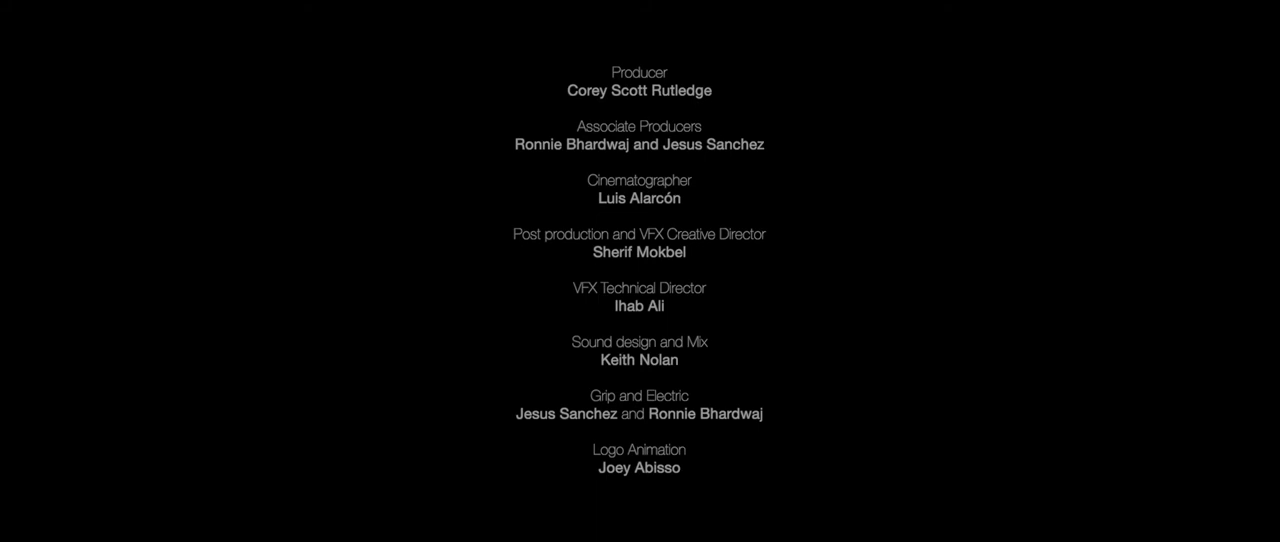 Producer
Corey Scott Rutledge
Associate Producers
Ronnie Bhardwaj and Jesus Sanchez
Cinematographer
Luis Alarcón
Post production and VFX Creative Director
Sherif Mokbel
VFX Technical Director
Ihab Ali
Sound design and Mix
Keith Nolan
Grip and Electric
Jesus Sanchez and Ronnie Bhardwaj
Logo Animation
Joey Abisso